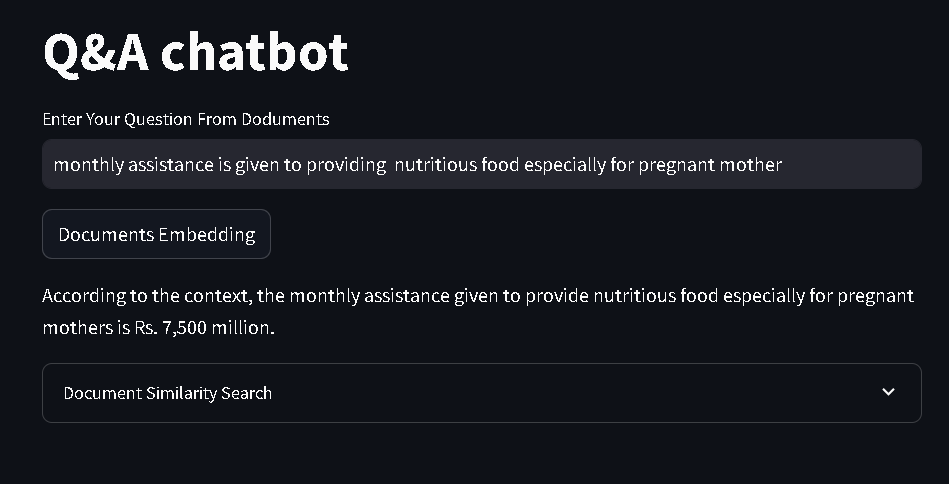 Q&A chatbot
Enter Your Question From Doduments
monthly assistance is given to providing  nutritious food especially for pregnant mother
Documents Embedding
According to the context, the monthly assistance given to provide nutritious food especially for pregnant
mothers is Rs. 7,500 million.
Document Similarity Search